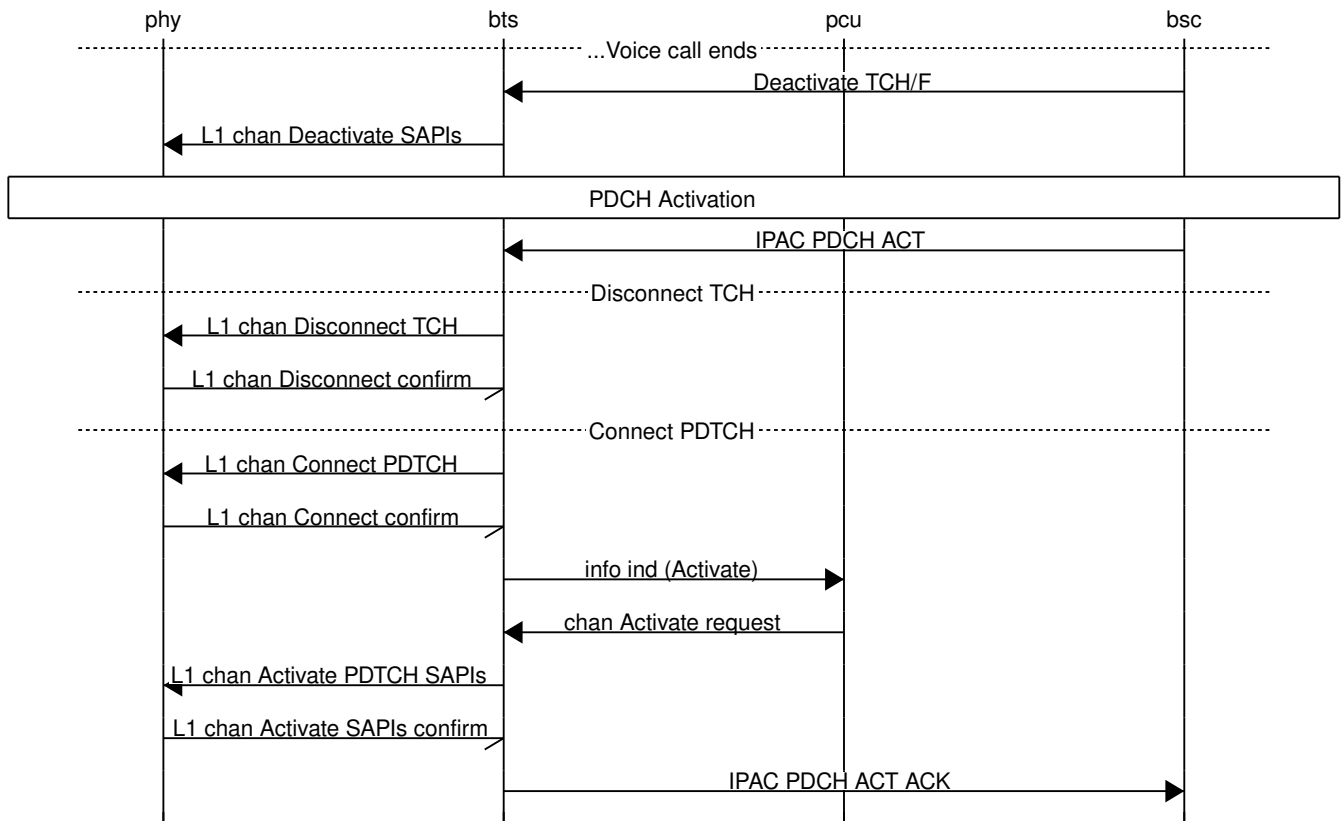 phy bts pcu bsc
...Voice call ends
Deactivate TCH/F
L1 chan Deactivate SAPIs
PDCH Activation
IPAC PDCH ACT
Disconnect TCH
L1 chan Disconnect TCH
L1 chan Disconnect confirm
Connect PDTCH
L1 chan Connect PDTCH
L1 chan Connect confirm
info ind (Activate)
chan Activate request
L1 chan Activate PDTCH SAPIs
L1 chan Activate SAPIs confirm
IPAC PDCH ACT ACK